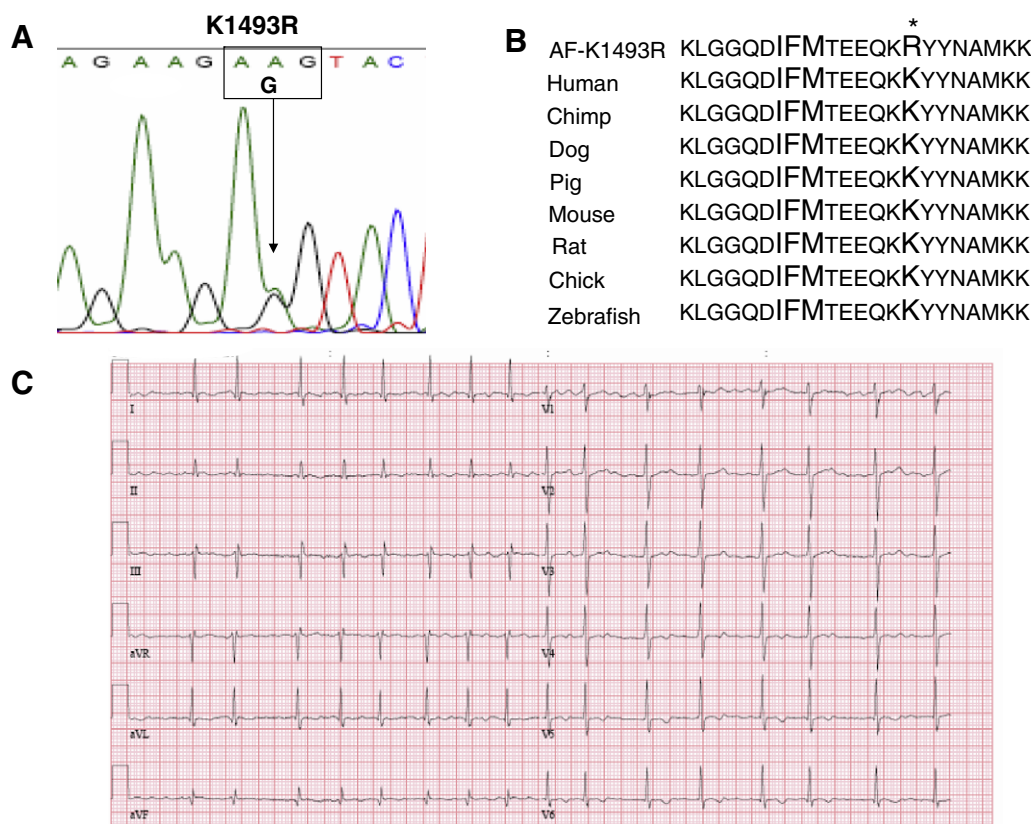 A
K1493R
A G A A G A A G T A C
G
B
*
AF-K1493R KLGGQDIFMTEEQKRYYNAMKK
Human KLGGQDIFMTEEQKKYYNAMKK
Chimp KLGGQDIFMTEEQKKYYNAMKK
Dog KLGGQDIFMTEEQKKYYNAMKK
Pig KLGGQDIFMTEEQKKYYNAMKK
Mouse KLGGQDIFMTEEQKKYYNAMKK
Rat KLGGQDIFMTEEQKKYYNAMKK
Chick KLGGQDIFMTEEQKKYYNAMKK
Zebrafish KLGGQDIFMTEEQKKYYNAMKK
C
I V1
II V2
III V3
aVR V4
aVL V5
aVF V6